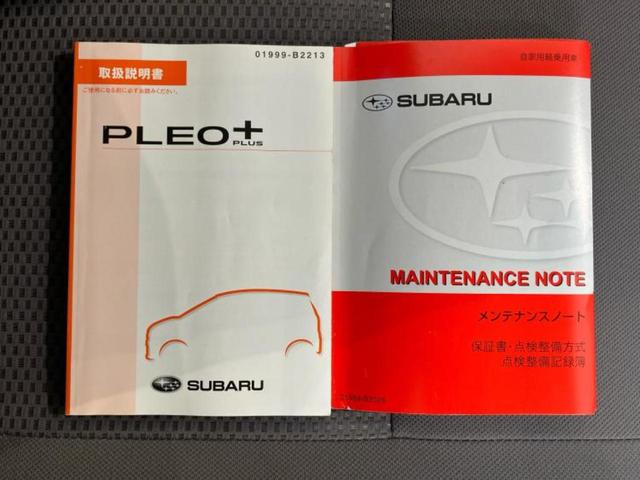 01999-B2213
取扱説明書
ご使用になる前に必ずお読みください。
PLEO+
PLUS
SUBARU
自家用軽乗用車
SUBARU
MAINTENANCE NOTE
メンテナンスノート
保証書・点検整備方式
点検整備記録簿